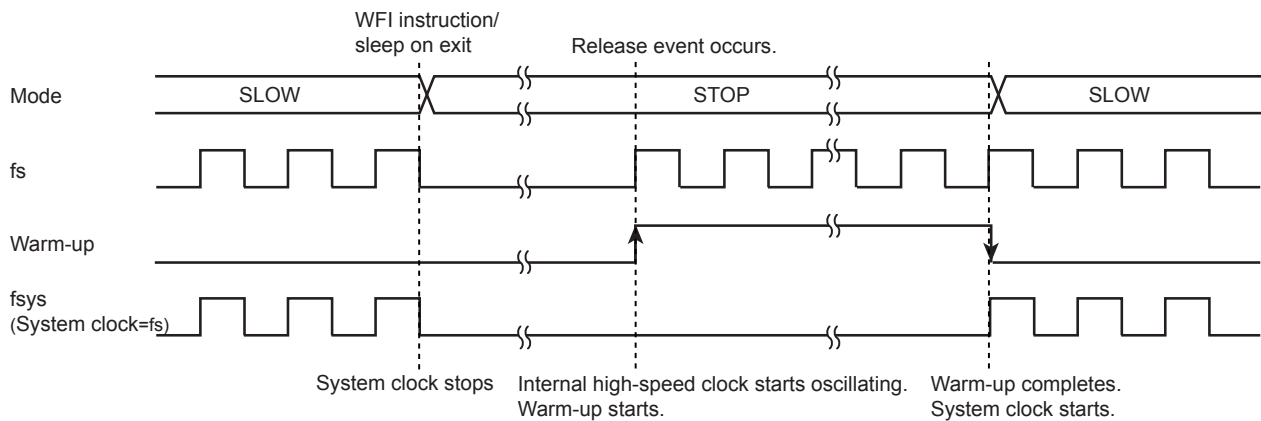 WFI instruction/
sleep on exit
Release event occurs.
Mode
SLOW
STOP
SLOW
fs
Warm-up
fsys
(System clock=fs)
System clock stops
Internal high-speed clock starts oscillating.
Warm-up starts.
Warm-up completes.
System clock starts.